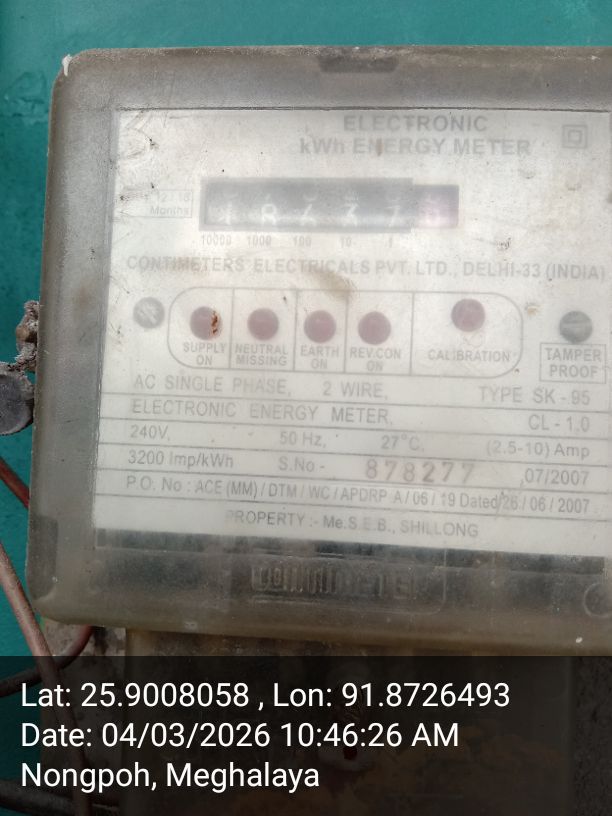 ELECTRONIC
kWh ENERGY METER
Months
10000 1000 100 10 1
CONTIMETERS ELECTRICALS PVT. LTD., DELHI-33 (INDIA)
SUPPLY ON
NEUTRAL MISSING
EARTH ON
REV.CON ON
CALIBRATION
TAMPER PROOF
AC SINGLE PHASE, 2 WIRE, TYPE SK - 95
ELECTRONIC ENERGY METER, CL - 1.0
240V, 50 Hz, 27°C, (2.5-10) Amp
3200 Imp/kWh S.No - 878277 ,07/2007
P.O. No : ACE (MM) / DTM / WC / APDRP A / 06 / 19 Dated 26 / 06 / 2007
PROPERTY :- Me.S.E.B., SHILLONG
Lat: 25.9008058 , Lon: 91.8726493
Date: 04/03/2026 10:46:26 AM
Nongpoh, Meghalaya